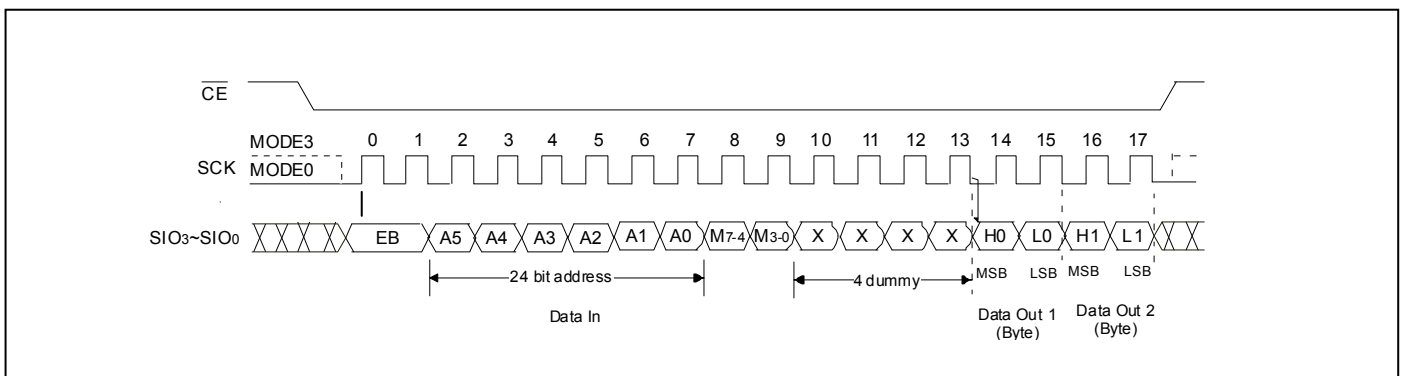 CE
MODE3 0 1 2 3 4 5 6 7 8 9 10 11 12 13 14 15 16 17
SCK MODE0
SIO3~SIO0 EB A5 A4 A3 A2 A1 A0 M7-4 M3-0 X X X X H0 L0 H1 L1
24 bit address 4 dummy MSB LSB MSB LSB
Data In Data Out 1 Data Out 2
(Byte) (Byte)